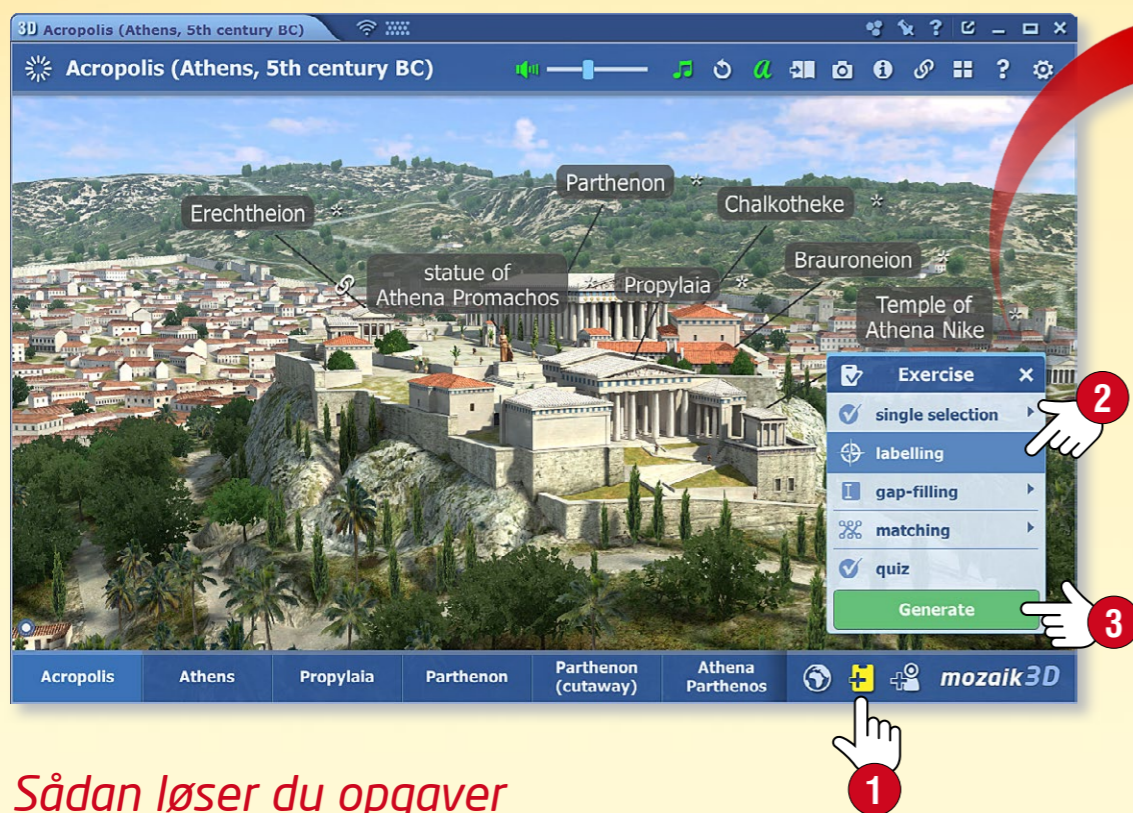 3D Acropolis (Athens, 5th century BC)
Acropolis (Athens, 5th century BC)
Parthenon
Erechtheion
Chalkotheke
Brauroneion
statue of
Athena Promachos
Propylaia
Temple of
Athena Nike
Exercise
single selection
labelling
gap-filling
matching
quiz
Generate
2
3
Acropolis
Athens
Propylaia
Parthenon
Parthenon
(cutaway)
Athena
Parthenos
mozaik3D
1
Sådan løser du opgaver